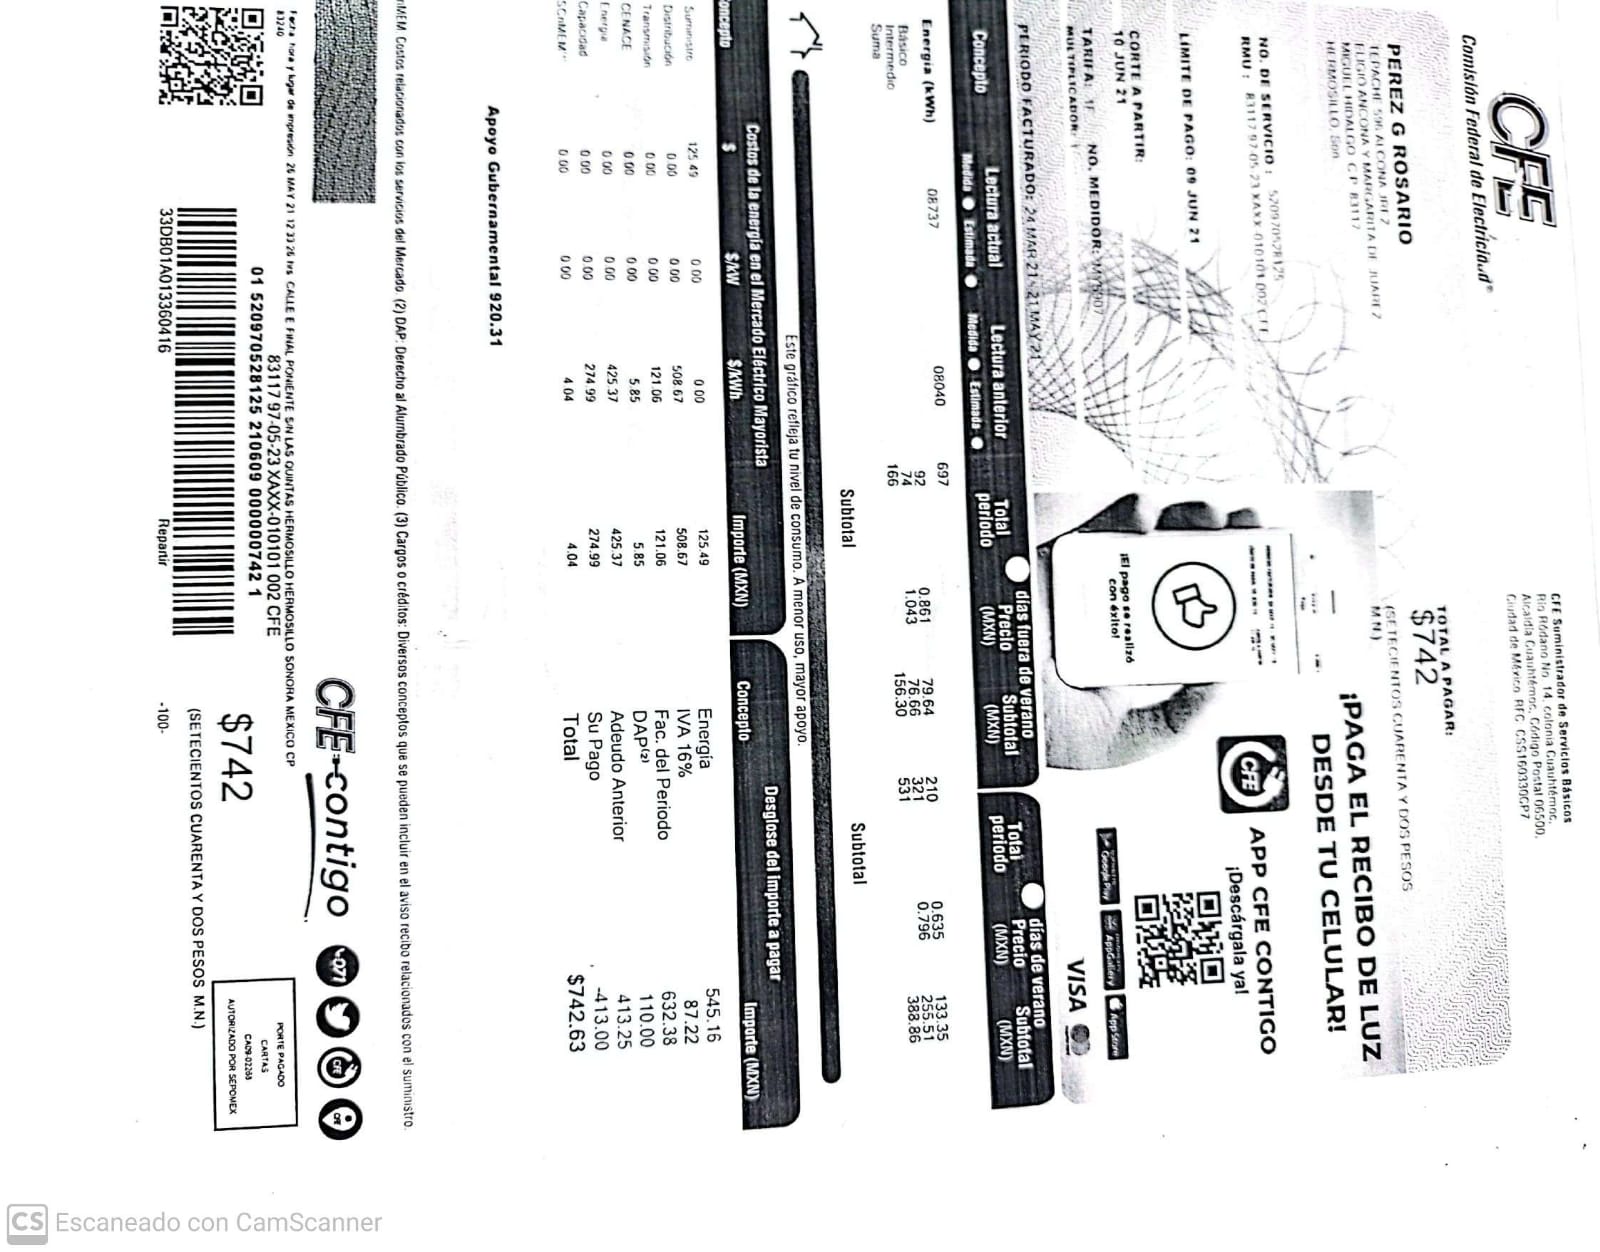 CFE
Comisión Federal de Electricidad®
CFE Suministrador de Servicios Básicos
Río Ródano No. 14, colonia Cuauhtémoc,
Alcaldía Cuauhtémoc, Código Postal 06500,
Ciudad de México. RFC: CSS160330CP7
PEREZ G ROSARIO
TEPACHE 596 ALCONA
ELIGIO ANCONA Y MARGARITA DE JUAREZ
MIGUEL HIDALGO C.P. 8317
HERMOSILLO, Son
TOTAL A PAGAR:
$742
(SETECIENTOS CUARENTA Y DOS PESOS
M.N.)
NO. DE SERVICIO : 520970528125
RMU : 83117 97-05-23 XAXX-010101 002 CFE
LIMITE DE PAGO: 09 JUN 21
CORTE A PARTIR:
10 JUN 21
TARIFA: 1F NO. MEDIDOR:
MULTIPLICADOR: 1
PERIODO FACTURADO: 24 MAR 21 - 21 MAY 21
¡PAGA EL RECIBO DE LUZ
DESDE TU CELULAR!
CFE
APP CFE CONTIGO
¡Descárgala ya!
¡El pago se realizó
con éxito!
Google Play
AppGallery
App Store
VISA
Concepto Lectura actual Lectura anterior Total periodo días fuera de verano Precio (MXN) Subtotal (MXN) Total periodo días de verano Precio (MXN) Subtotal (MXN)
Medida Estimada Medida Estimada
Energía (kWh) 08737 08040 697
Básico 92 0.861 79.64 210 0.635 133.35
Intermedio 74 1.043 76.66 321 0.796 255.51
Suma 166 156.30 531 388.86
Subtotal Subtotal
Este gráfico refleja tu nivel de consumo. A menor uso, mayor apoyo.
Costos de la energía en el Mercado Eléctrico Mayorista
oncepto $ $/kW $/kWh Importe (MXN)
Suministro 125.49 0.00 0.00 125.49
Distribución 0.00 0.00 508.67 508.67
Transmisión 0.00 0.00 121.06 121.06
CENACE 0.00 0.00 5.85 5.85
Energía 0.00 0.00 425.37 425.37
Capacidad 0.00 0.00 274.99 274.99
SCnMEM 0.00 0.00 4.04 4.04
Desglose del importe a pagar
Concepto Importe (MXN)
Energía 545.16
IVA 16% 87.22
Fac. del Periodo 632.38
DAP(2) 110.00
Adeudo Anterior 413.25
Su Pago -413.00
Total $742.63
Apoyo Gubernamental 920.31
nMEM Costos relacionados con los servicios del Mercado (2) DAP: Derecho al Alumbrado Público. (3) Cargos o créditos: Diversos conceptos que se pueden incluir en el aviso recibo relacionados con el suministro.
CFE contigo
071
CFE
CFE
Fecha hora y lugar de impresión 26 MAY 21 12 33 26 hrs CALLE E FINAL PONIENTE S/N LAS QUINTAS HERMOSILLO HERMOSILLO SONORA MEXICO CP
83240
83117 97-05-23 XAXX-010101 002 CFE
01 520970528125 210609 000000742 1
33DB01A013360416
Repartir
$742
(SETECIENTOS CUARENTA Y DOS PESOS M.N.)
-100-
PORTE PAGADO
CARTAS
CA09-02265
AUTORIZADO POR SEPOMEX
CS Escaneado con CamScanner